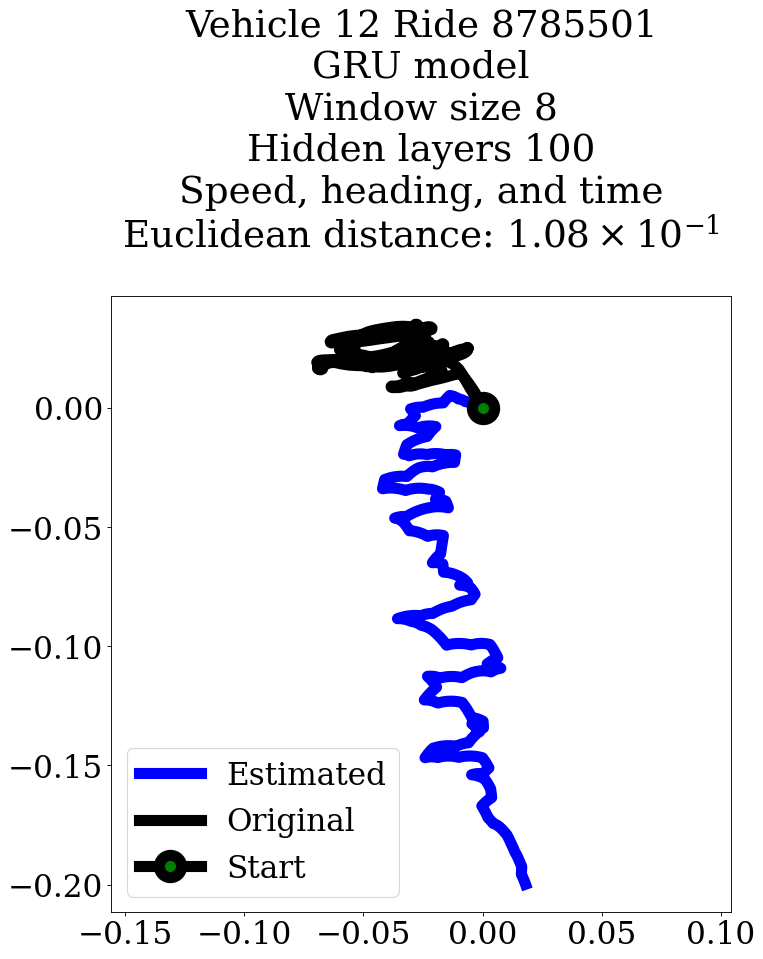 Vehicle 12 Ride 8785501
GRU model
Window size 8
Hidden layers 100
Speed, heading, and time
Euclidean distance: 1.08 × 10⁻¹
0.00
−0.05
−0.10
−0.15
−0.20
Estimated
Original
Start
−0.15 −0.10 −0.05 0.00 0.05 0.10